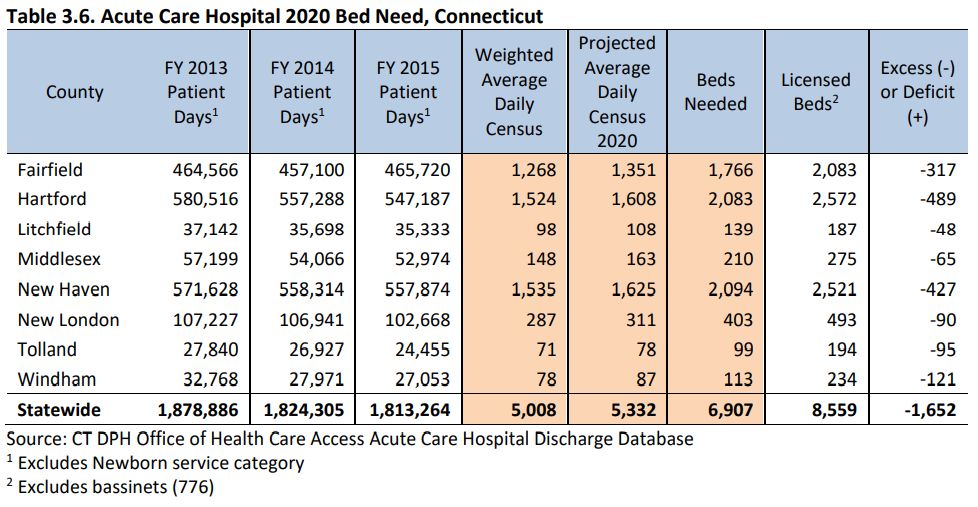 Table 3.6. Acute Care Hospital 2020 Bed Need, Connecticut
County FY 2013 Patient Days1 FY 2014 Patient Days1 FY 2015 Patient Days1 Weighted Average Daily Census Projected Average Daily Census 2020 Beds Needed Licensed Beds2 Excess (-) or Deficit (+)
Fairfield 464,566 457,100 465,720 1,268 1,351 1,766 2,083 -317
Hartford 580,516 557,288 547,187 1,524 1,608 2,083 2,572 -489
Litchfield 37,142 35,698 35,333 98 108 139 187 -48
Middlesex 57,199 54,066 52,974 148 163 210 275 -65
New Haven 571,628 558,314 557,874 1,535 1,625 2,094 2,521 -427
New London 107,227 106,941 102,668 287 311 403 493 -90
Tolland 27,840 26,927 24,455 71 78 99 194 -95
Windham 32,768 27,971 27,053 78 87 113 234 -121
Statewide 1,878,886 1,824,305 1,813,264 5,008 5,332 6,907 8,559 -1,652
Source: CT DPH Office of Health Care Access Acute Care Hospital Discharge Database
1 Excludes Newborn service category
2 Excludes bassinets (776)